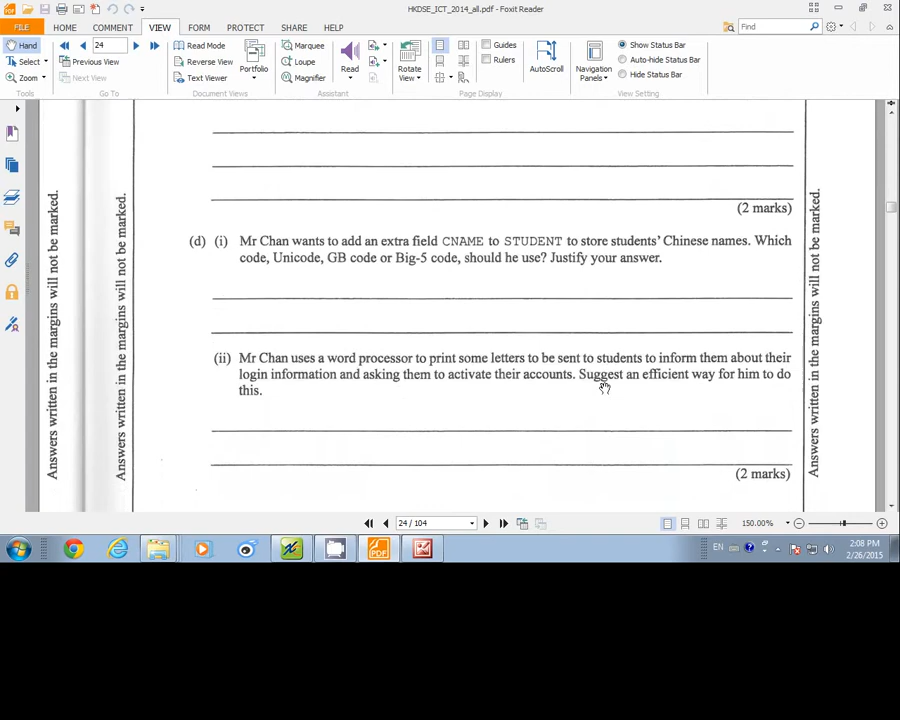 HKDSE_ICT_2014_all.pdf - Foxit Reader
FILE HOME COMMENT VIEW FORM PROTECT SHARE HELP
Find
Hand
Select
Zoom
Tools
24
Previous View
Next View
Go To
Read Mode
Reverse View
Text Viewer
Portfolio
Document Views
Marquee
Loupe
Magnifier
Read
Assistant
Rotate View
Guides
Rulers
Page Display
AutoScroll
Navigation Panels
Show Status Bar
Auto-hide Status Bar
Hide Status Bar
View Setting
Answers written in the margins will not be marked.
Answers written in the margins will not be marked.
Answers written in the margins will not be marked.
(2 marks)
(d) (i) Mr Chan wants to add an extra field CNAME to STUDENT to store students' Chinese names. Which
code, Unicode, GB code or Big-5 code, should he use? Justify your answer.
(ii) Mr Chan uses a word processor to print some letters to be sent to students to inform them about their
login information and asking them to activate their accounts. Suggest an efficient way for him to do
this.
(2 marks)
24 / 104
150.00%
PDF
EN
2:08 PM
2/26/2015